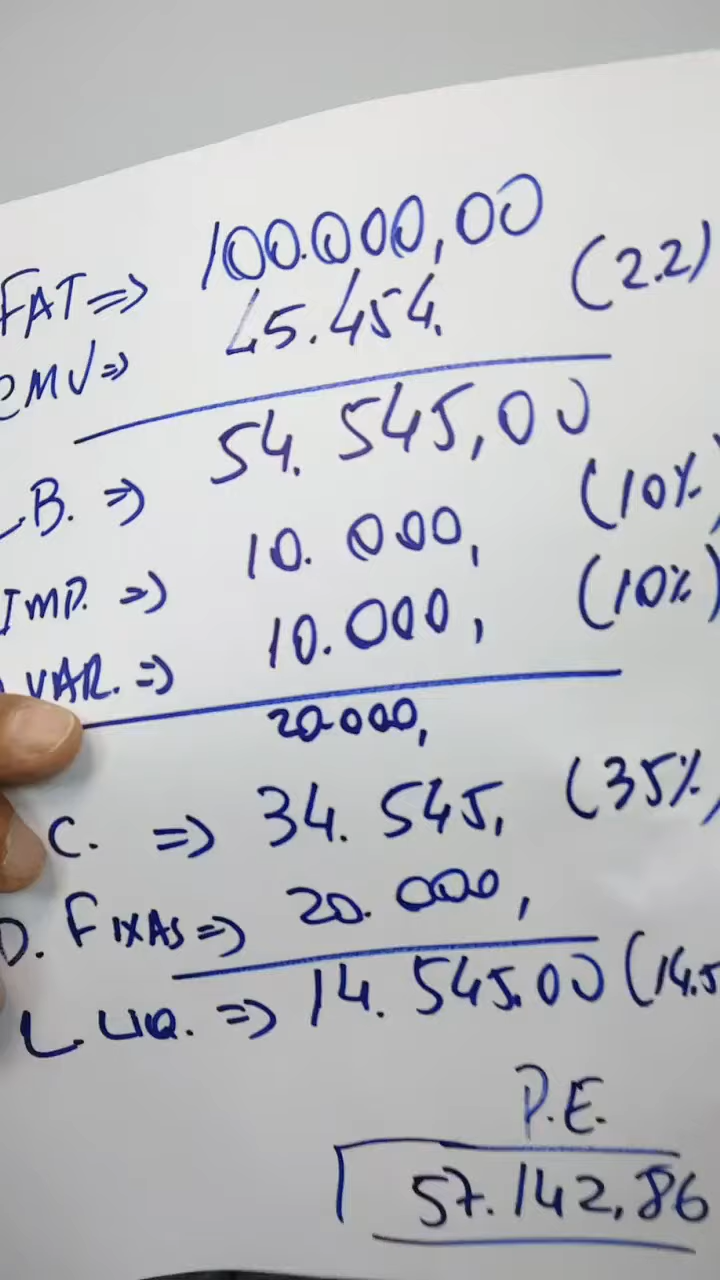 FAT => 100.000,00
CMV => 45.454. (2.2)
L B. => 54.545,00
IMP. => 10.000, (10%
VAR. => 10.000, (10%)
20.000,
C. => 34.545, (35%
D. FIXAS => 20.000,
L LIQ. => 14.545.00 (14.5
P.E.
57.142,86